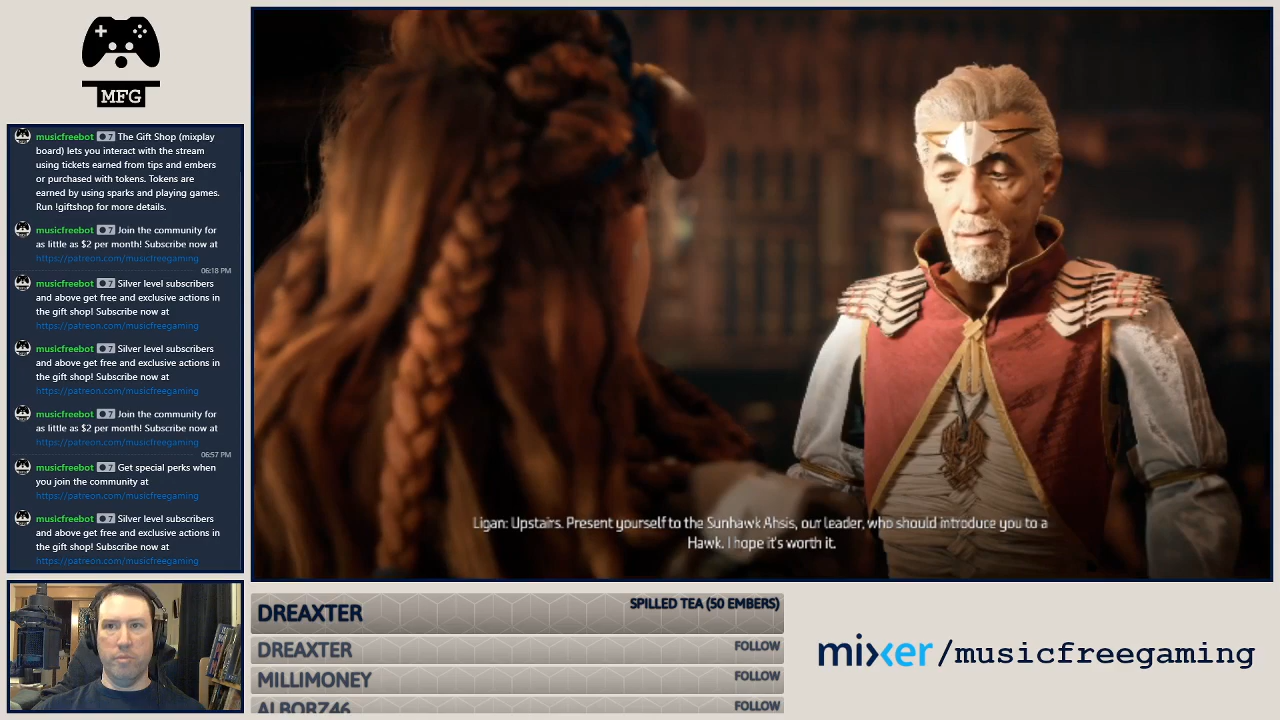 MFG
musicfreebot 7 The Gift Shop (mixplay
board) lets you interact with the stream
using tickets earned from tips and embers
or purchased with tokens. Tokens are
earned by using sparks and playing games.
Run !giftshop for more details.
musicfreebot 7 Join the community for
as little as $2 per month! Subscribe now at
https://patreon.com/musicfreegaming
06:18 PM
musicfreebot 7 Silver level subscribers
and above get free and exclusive actions in
the gift shop! Subscribe now at
https://patreon.com/musicfreegaming
musicfreebot 7 Silver level subscribers
and above get free and exclusive actions in
the gift shop! Subscribe now at
https://patreon.com/musicfreegaming
musicfreebot 7 Join the community for
as little as $2 per month! Subscribe now at
https://patreon.com/musicfreegaming
06:57 PM
musicfreebot 7 Get special perks when
you join the community at
https://patreon.com/musicfreegaming
musicfreebot 7 Silver level subscribers
and above get free and exclusive actions in
the gift shop! Subscribe now at
https://patreon.com/musicfreegaming
Ligan: Upstairs. Present yourself to the Sunhawk Ahsis, our leader, who should introduce you to a
Hawk. I hope it's worth it.
DREAXTER SPILLED TEA (50 EMBERS)
DREAXTER FOLLOW
MILLIMONEY FOLLOW
ALBORZ46 FOLLOW
mixer/musicfreegaming